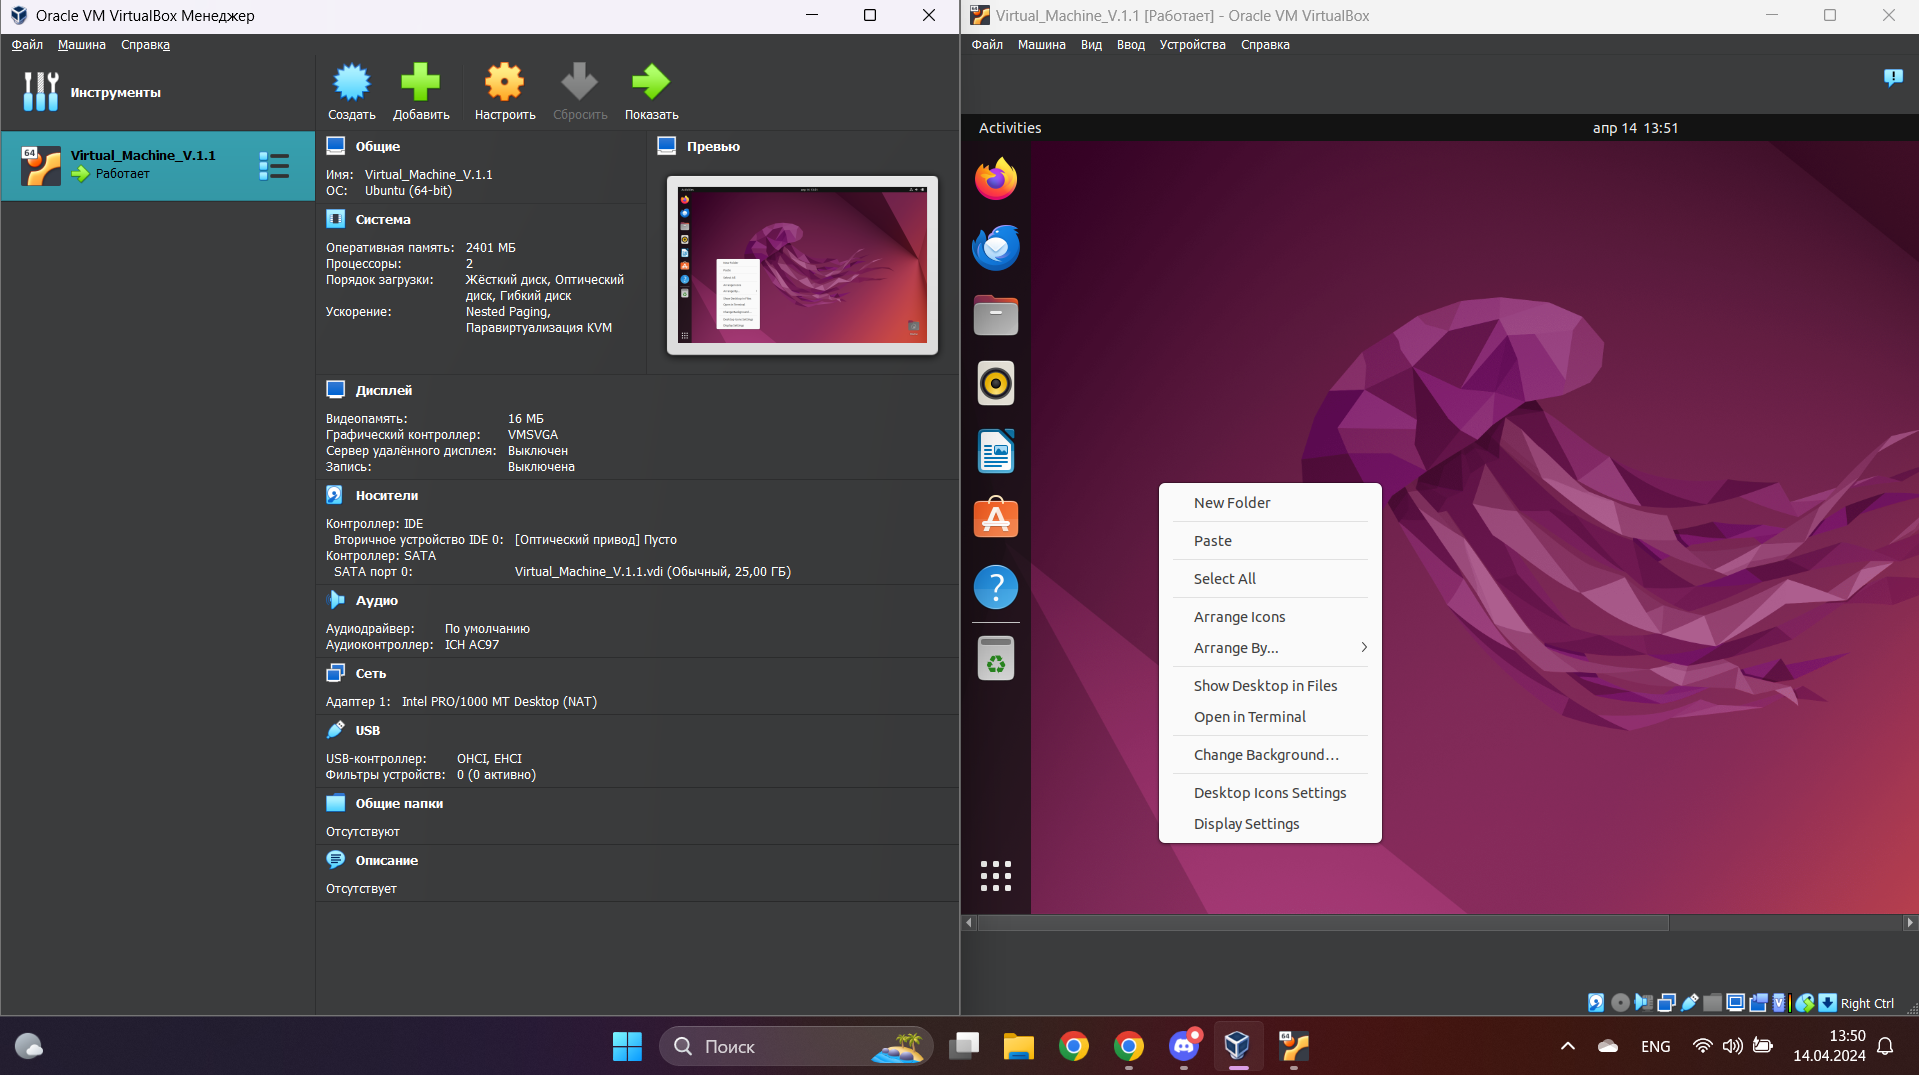 Oracle VM VirtualBox Менеджер
Файл Машина Справка
Инструменты
Создать Добавить Настроить Сбросить Показать
64
Virtual_Machine_V.1.1
Работает
Общие
Имя: Virtual_Machine_V.1.1
ОС: Ubuntu (64-bit)
Система
Оперативная память: 2401 МБ
Процессоры: 2
Порядок загрузки: Жёсткий диск, Оптический
диск, Гибкий диск
Ускорение: Nested Paging,
Паравиртуализация KVM
Превью
Дисплей
Видеопамять: 16 МБ
Графический контроллер: VMSVGA
Сервер удалённого дисплея: Выключен
Запись: Выключена
Носители
Контроллер: IDE
Вторичное устройство IDE 0: [Оптический привод] Пусто
Контроллер: SATA
SATA порт 0: Virtual_Machine_V.1.1.vdi (Обычный, 25,00 ГБ)
Аудио
Аудиодрайвер: По умолчанию
Аудиоконтроллер: ICH AC97
Сеть
Адаптер 1: Intel PRO/1000 MT Desktop (NAT)
USB
USB-контроллер: OHCI, EHCI
Фильтры устройств: 0 (0 активно)
Общие папки
Отсутствуют
Описание
Отсутствует
Virtual_Machine_V.1.1 [Работает] - Oracle VM VirtualBox
Файл Машина Вид Ввод Устройства Справка
Activities
апр 14 13:51
New Folder
Paste
Select All
Arrange Icons
Arrange By...
Show Desktop in Files
Open in Terminal
Change Background…
Desktop Icons Settings
Display Settings
Right Ctrl
Поиск
64
ENG
13:50
14.04.2024